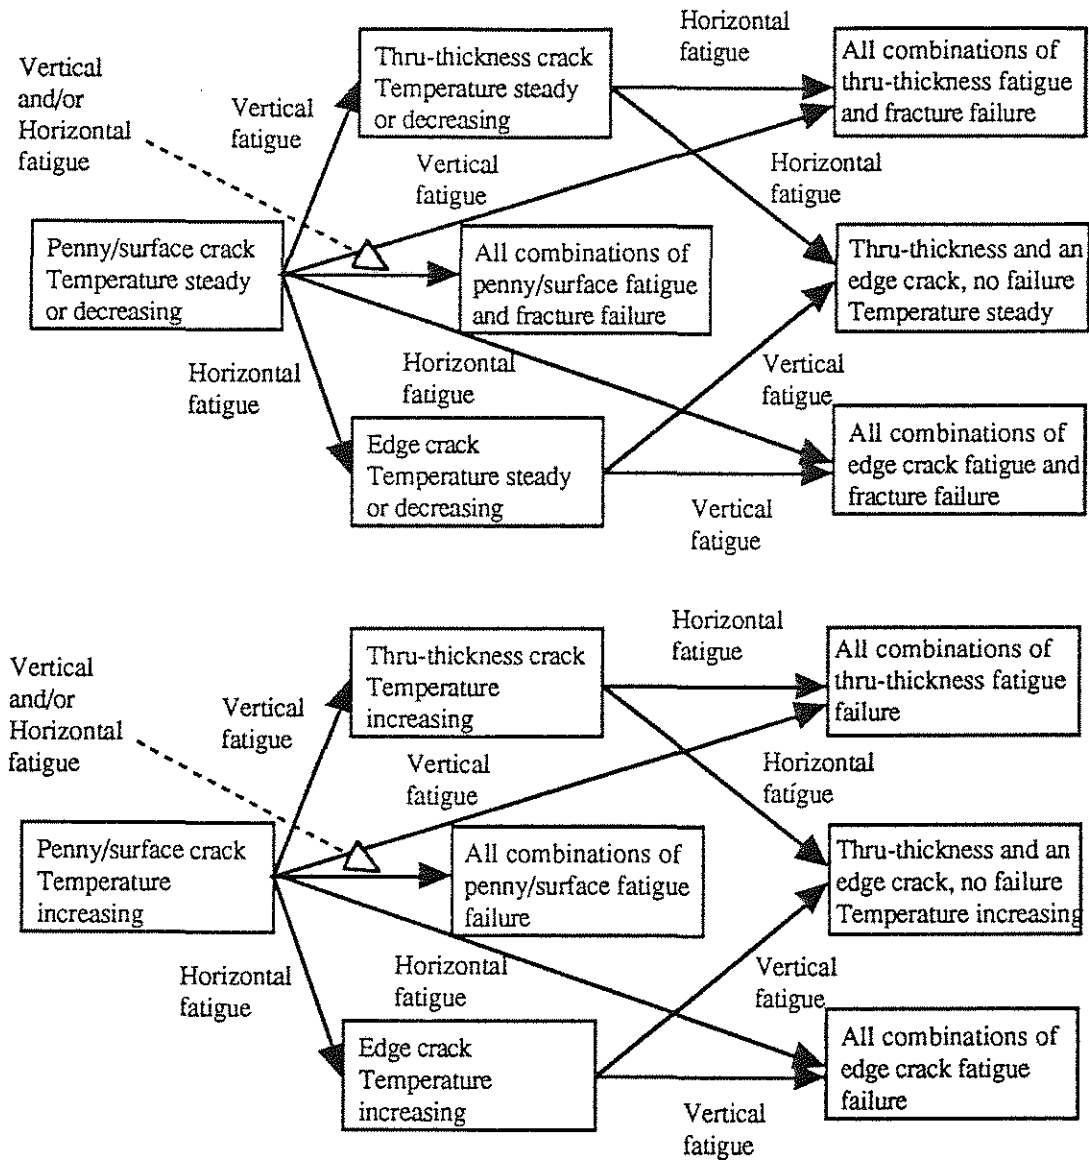 Horizontal
fatigue
Vertical
and/or
Horizontal
fatigue
Vertical
fatigue
Thru-thickness crack
Temperature steady
or decreasing
All combinations of
thru-thickness fatigue
and fracture failure
Vertical
fatigue
Horizontal
fatigue
Penny/surface crack
Temperature steady
or decreasing
All combinations of
penny/surface fatigue
and fracture failure
Thru-thickness and an
edge crack, no failure
Temperature steady
Horizontal
fatigue
Horizontal
fatigue
Vertical
fatigue
Edge crack
Temperature steady
or decreasing
All combinations of
edge crack fatigue and
fracture failure
Vertical
fatigue
Horizontal
fatigue
Vertical
and/or
Horizontal
fatigue
Vertical
fatigue
Thru-thickness crack
Temperature
increasing
All combinations of
thru-thickness fatigue
failure
Vertical
fatigue
Horizontal
fatigue
Penny/surface crack
Temperature
increasing
All combinations of
penny/surface fatigue
failure
Thru-thickness and an
edge crack, no failure
Temperature increasing
Horizontal
fatigue
Horizontal
fatigue
Vertical
fatigue
Edge crack
Temperature
increasing
All combinations of
edge crack fatigue
failure
Vertical
fatigue